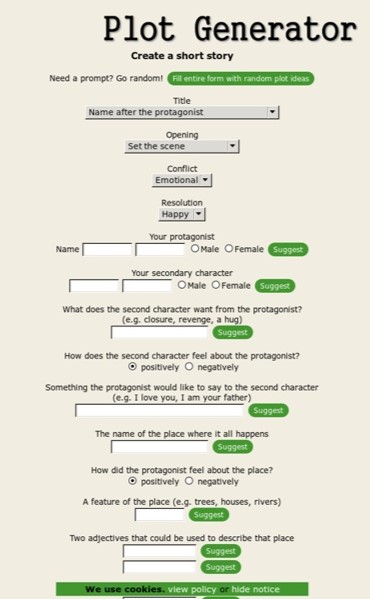 Plot Generator
Create a short story
Need a prompt? Go random! Fill entire form with random plot ideas
Title
Name after the protagonist
Opening
Set the scene
Conflict
Emotional
Resolution
Happy
Your protagonist
Name Male Female Suggest
Your secondary character
Male Female Suggest
What does the second character want from the protagonist?
(e.g. closure, revenge, a hug)
Suggest
How does the second character feel about the protagonist?
positively negatively
Something the protagonist would like to say to the second character
(e.g. I love you, I am your father)
Suggest
The name of the place where it all happens
Suggest
How did the protagonist feel about the place?
positively negatively
A feature of the place (e.g. trees, houses, rivers)
Suggest
Two adjectives that could be used to describe that place
Suggest
Suggest
We use cookies. view policy or hide notice